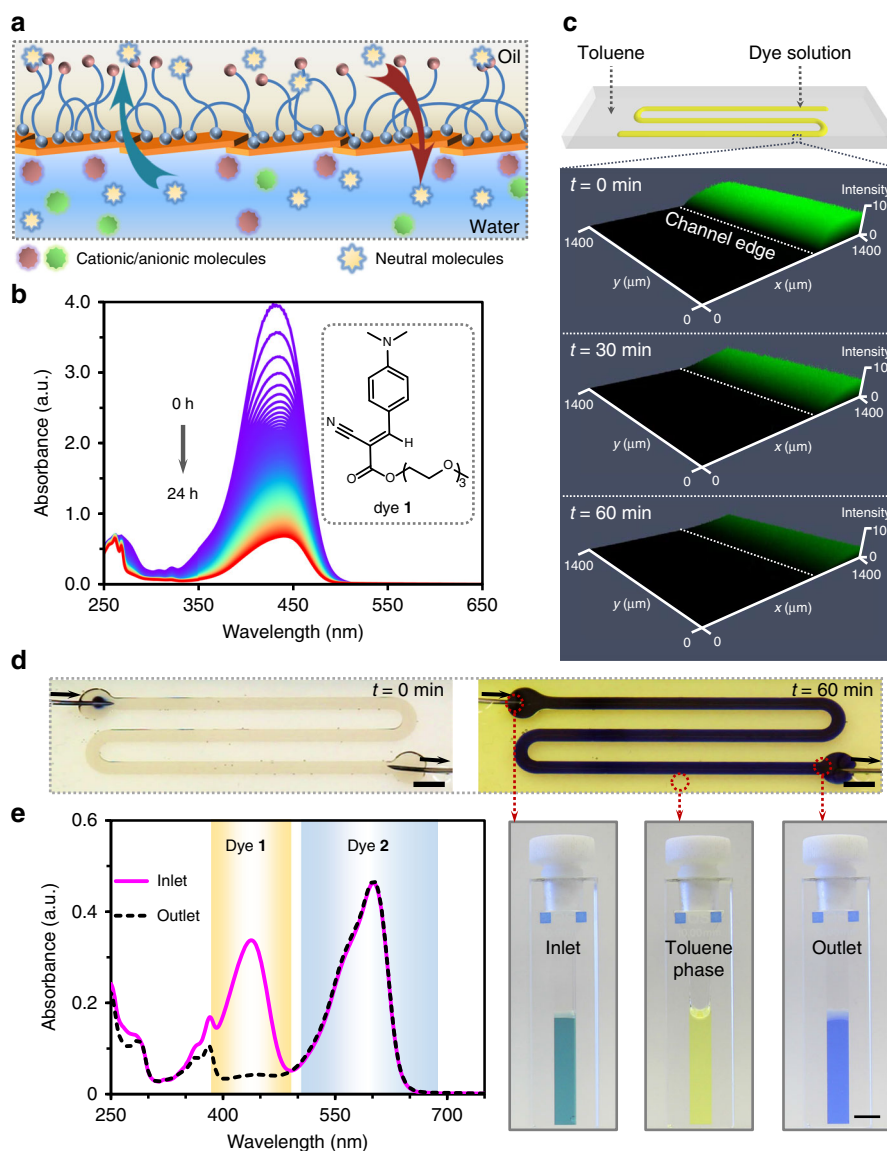 a
Oil
Water
Cationic/anionic molecules
Neutral molecules
b
4.0
3.0
2.0
1.0
0.0
Absorbance (a.u.)
0 h
24 h
N
N
H
O
O
O
3
dye 1
250
350
450
550
650
Wavelength (nm)
c
Toluene
Dye solution
t = 0 min
Intensity
10
0
Channel edge
1400
1400
y (μm)
x (μm)
0
0
t = 30 min
Intensity
10
0
1400
1400
y (μm)
x (μm)
0
0
t = 60 min
Intensity
10
0
1400
1400
y (μm)
x (μm)
0
0
d
t = 0 min
t = 60 min
e
0.6
0.4
0.2
0
Absorbance (a.u.)
Dye 1
Dye 2
Inlet
Outlet
250
400
550
700
Wavelength (nm)
Inlet
Toluene
phase
Outlet